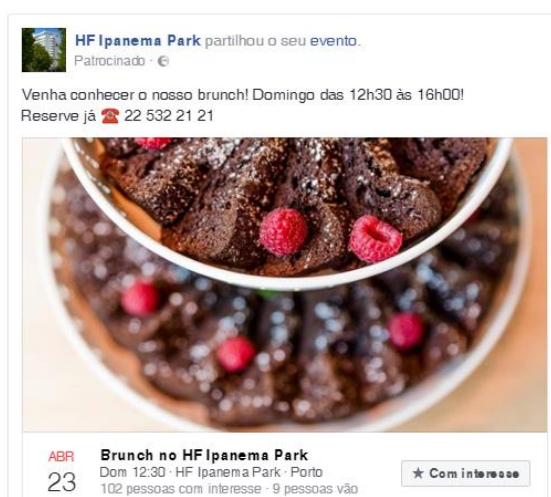 HF Ipanema Park partilhou o seu evento.
Patrocinado ·
Venha conhecer o nosso brunch! Domingo das 12h30 às 16h00!
Reserve já ☎ 22 532 21 21
ABR
23
Brunch no HF Ipanema Park
Dom 12:30 · HF Ipanema Park · Porto
102 pessoas com interesse · 9 pessoas vão
★ Com interesse